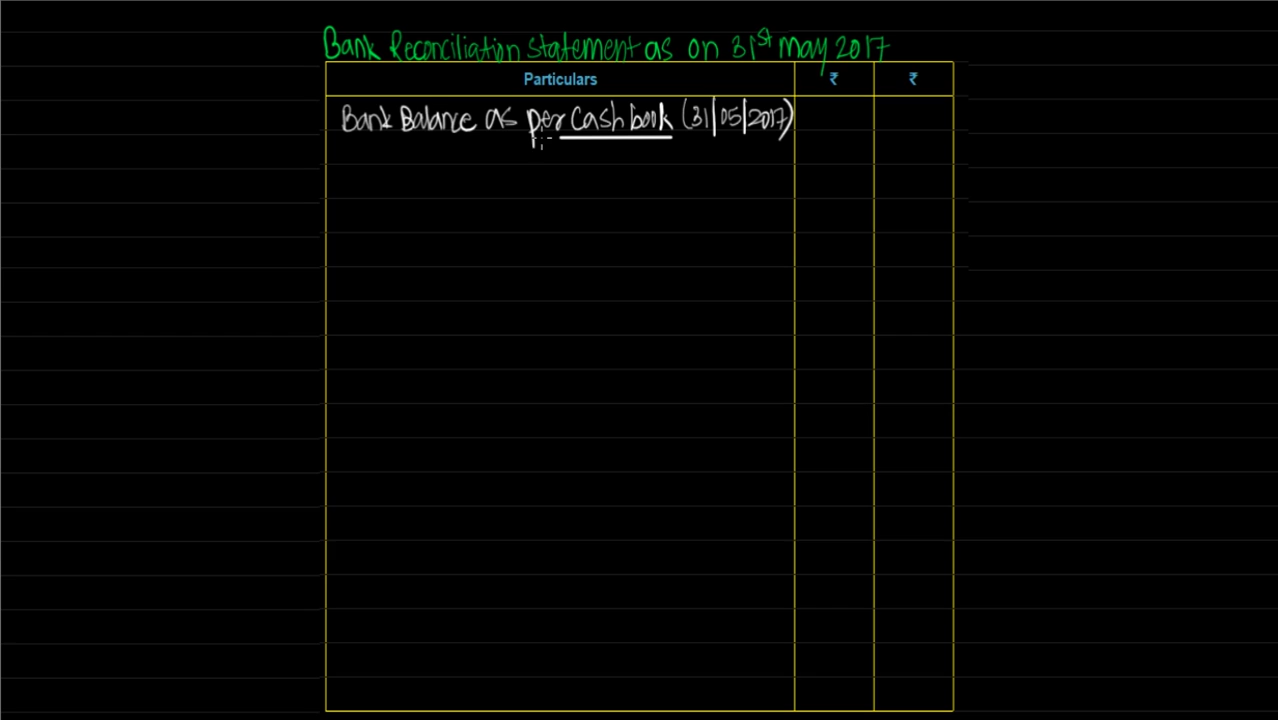 Bank Reconciliation Statement as on 31st May 2017
Particulars ₹ ₹
Bank Balance as per cash book (31/05/2017)